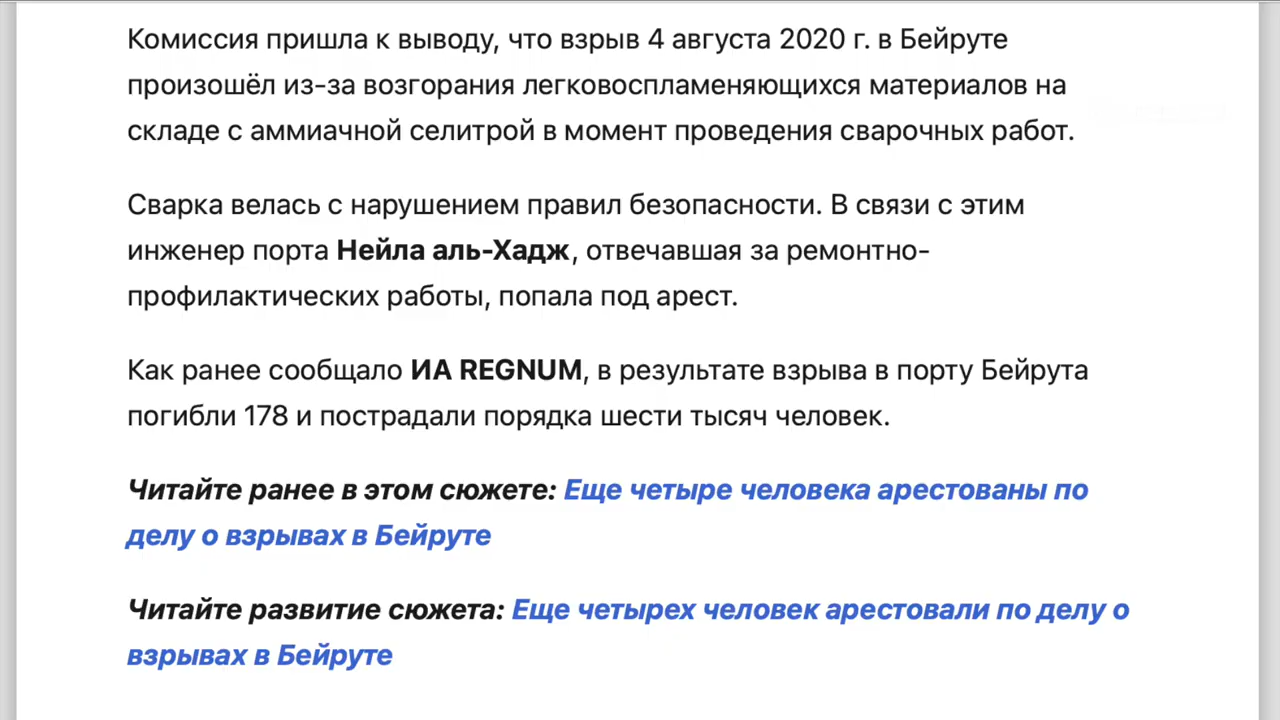 Комиссия пришла к выводу, что взрыв 4 августа 2020 г. в Бейруте
произошёл из-за возгорания легковоспламеняющихся материалов на
складе с аммиачной селитрой в момент проведения сварочных работ.
Сварка велась с нарушением правил безопасности. В связи с этим
инженер порта Нейла аль-Хадж, отвечавшая за ремонтно-
профилактических работы, попала под арест.
Как ранее сообщало ИА REGNUM, в результате взрыва в порту Бейрута
погибли 178 и пострадали порядка шести тысяч человек.
Читайте ранее в этом сюжете: Еще четыре человека арестованы по
делу о взрывах в Бейруте
Читайте развитие сюжета: Еще четырех человек арестовали по делу о
взрывах в Бейруте